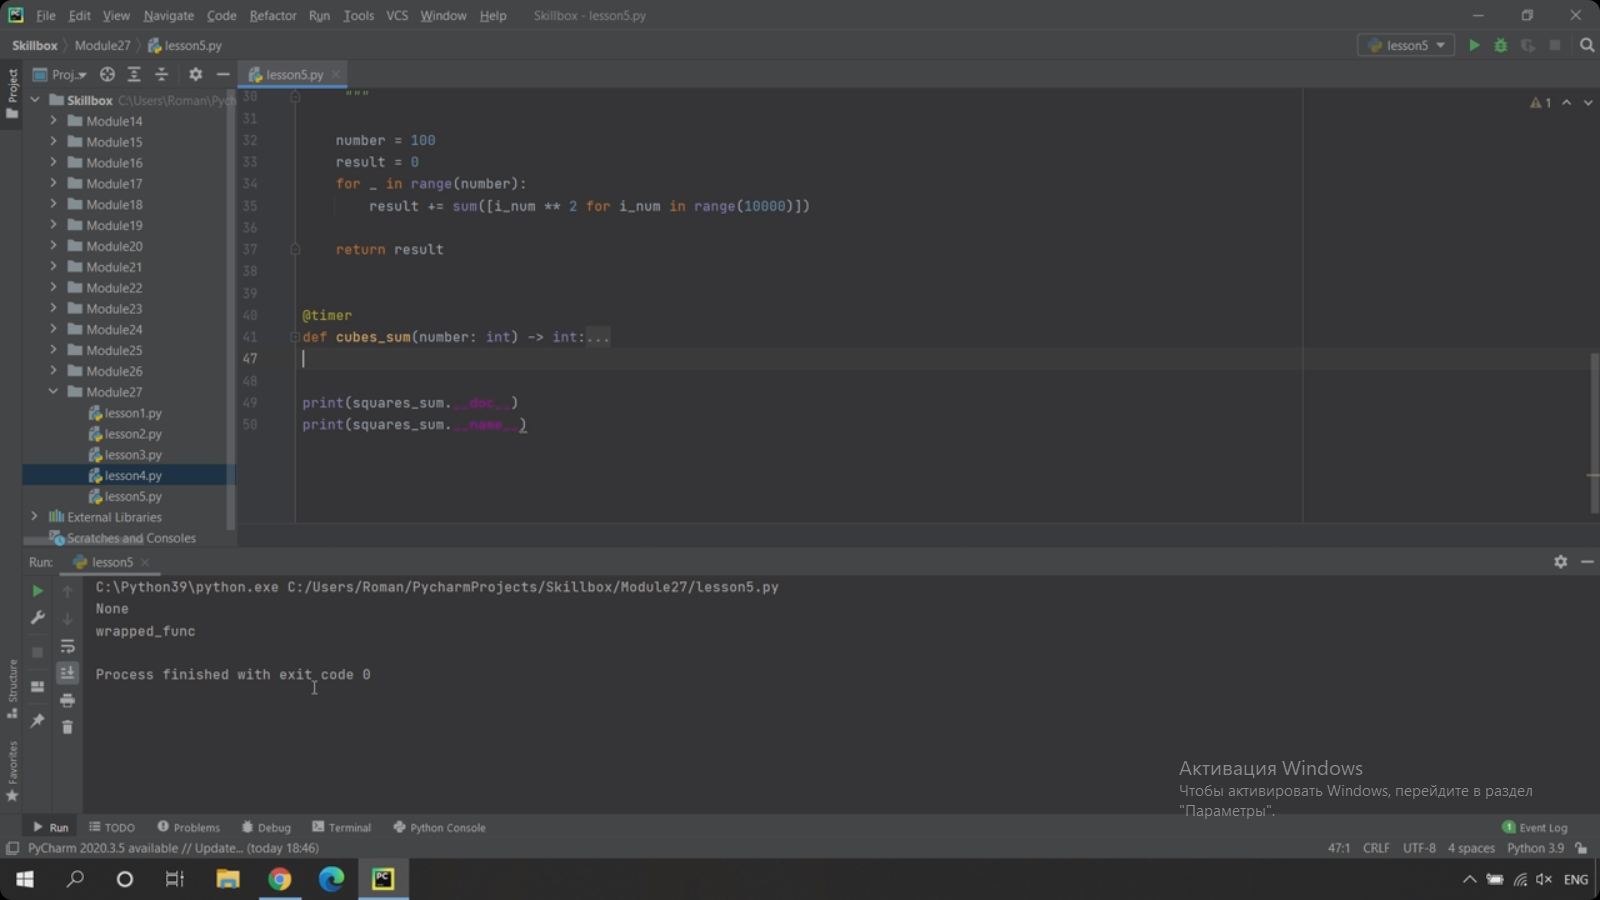 File Edit View Navigate Code Refactor Run Tools VCS Window Help Skillbox - lesson5.py
Skillbox Module27 lesson5.py lesson5
Project
Proj.. lesson5.py
Skillbox C:\Users\Roman\Pych
Module14
Module15
Module16
Module17
Module18
Module19
Module20
Module21
Module22
Module23
Module24
Module25
Module26
Module27
lesson1.py
lesson2.py
lesson3.py
lesson4.py
lesson5.py
External Libraries
Scratches and Consoles
30 """
31
32 number = 100
33 result = 0
34 for _ in range(number):
35 result += sum([i_num ** 2 for i_num in range(10000)])
36
37 return result
38
39
40 @timer
41 def cubes_sum(number: int) -> int:...
47
48
49 print(squares_sum.__doc__)
50 print(squares_sum.__name__)
1
Run: lesson5
C:\Python39\python.exe C:/Users/Roman/PycharmProjects/Skillbox/Module27/lesson5.py
None
wrapped_func
Process finished with exit code 0
Structure
Favorites
Активация Windows
Чтобы активировать Windows, перейдите в раздел
"Параметры".
Run TODO Problems Debug Terminal Python Console 1 Event Log
PyCharm 2020.3.5 available // Update... (today 18:46) 47:1 CRLF UTF-8 4 spaces Python 3.9
PC ENG